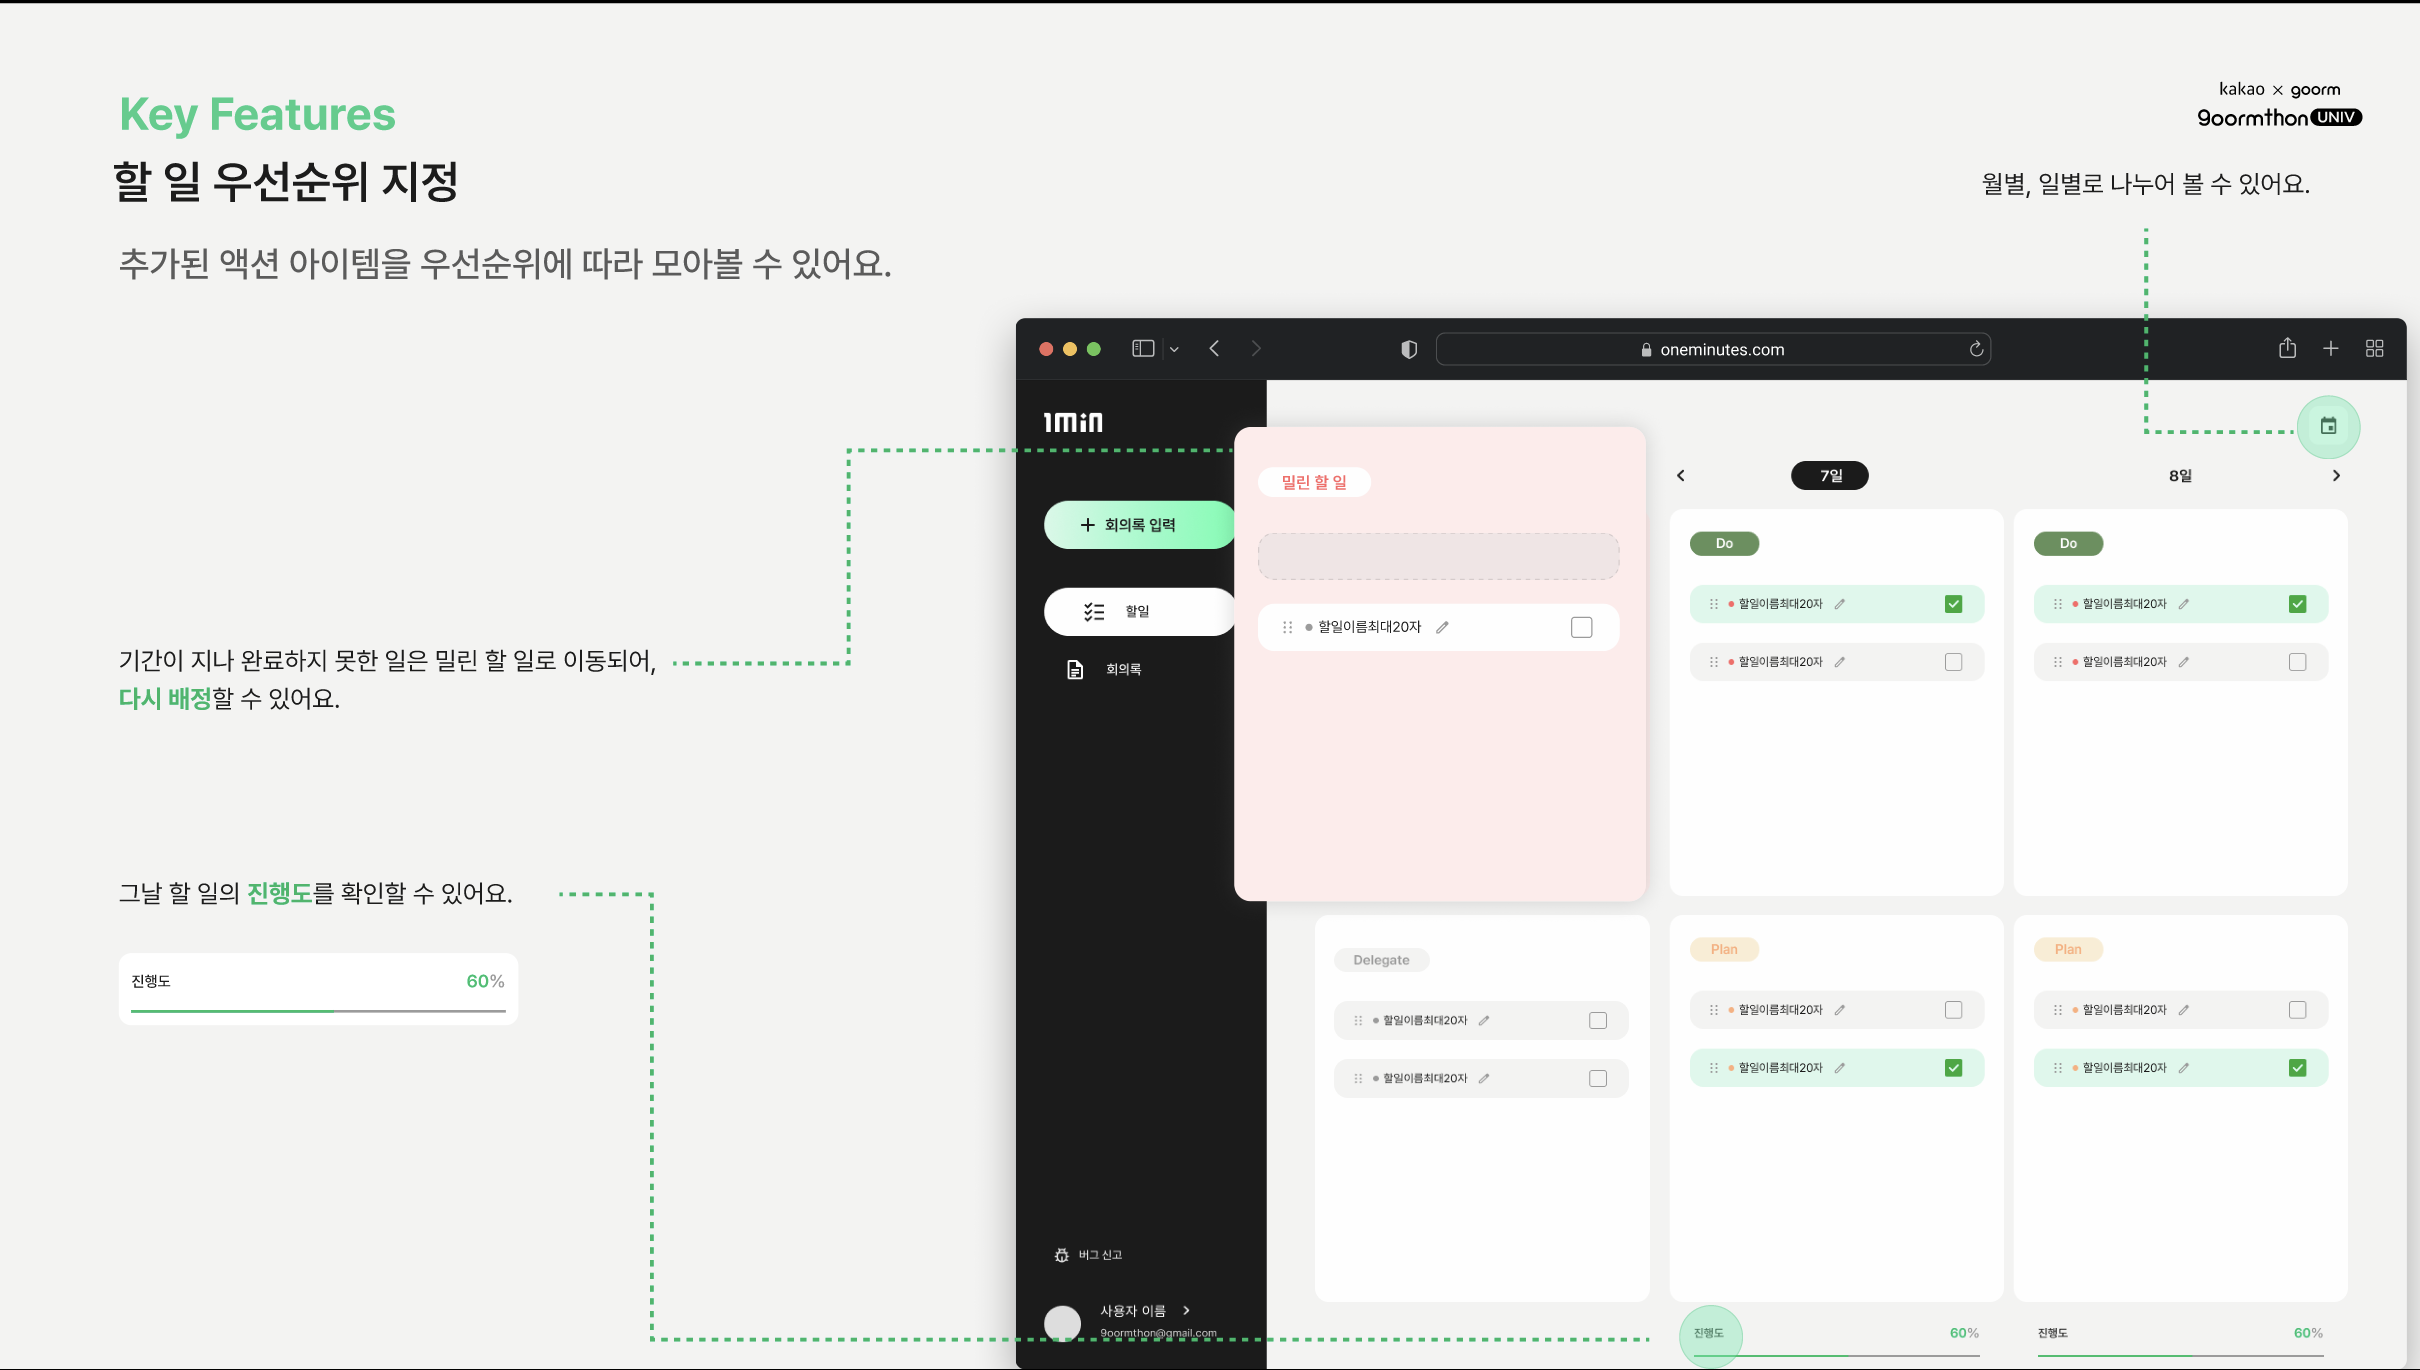 Key Features
할 일 우선순위 지정
추가된 액션 아이템을 우선순위에 따라 모아볼 수 있어요.
kakao × goorm
9oormthon UNIV
월별, 일별로 나누어 볼 수 있어요.
기간이 지나 완료하지 못한 일은 밀린 할 일로 이동되어,
다시 배정할 수 있어요.
그날 할 일의 진행도를 확인할 수 있어요.
진행도 60%
oneminutes.com
1min
+ 회의록 입력
할일
회의록
버그 신고
사용자 이름
9oormthon@gmail.com
밀린 할 일
할일이름최대20자
7일
8일
Do
할일이름최대20자
할일이름최대20자
Do
할일이름최대20자
할일이름최대20자
Delegate
할일이름최대20자
할일이름최대20자
Plan
할일이름최대20자
할일이름최대20자
Plan
할일이름최대20자
할일이름최대20자
진행도 60%
진행도 60%